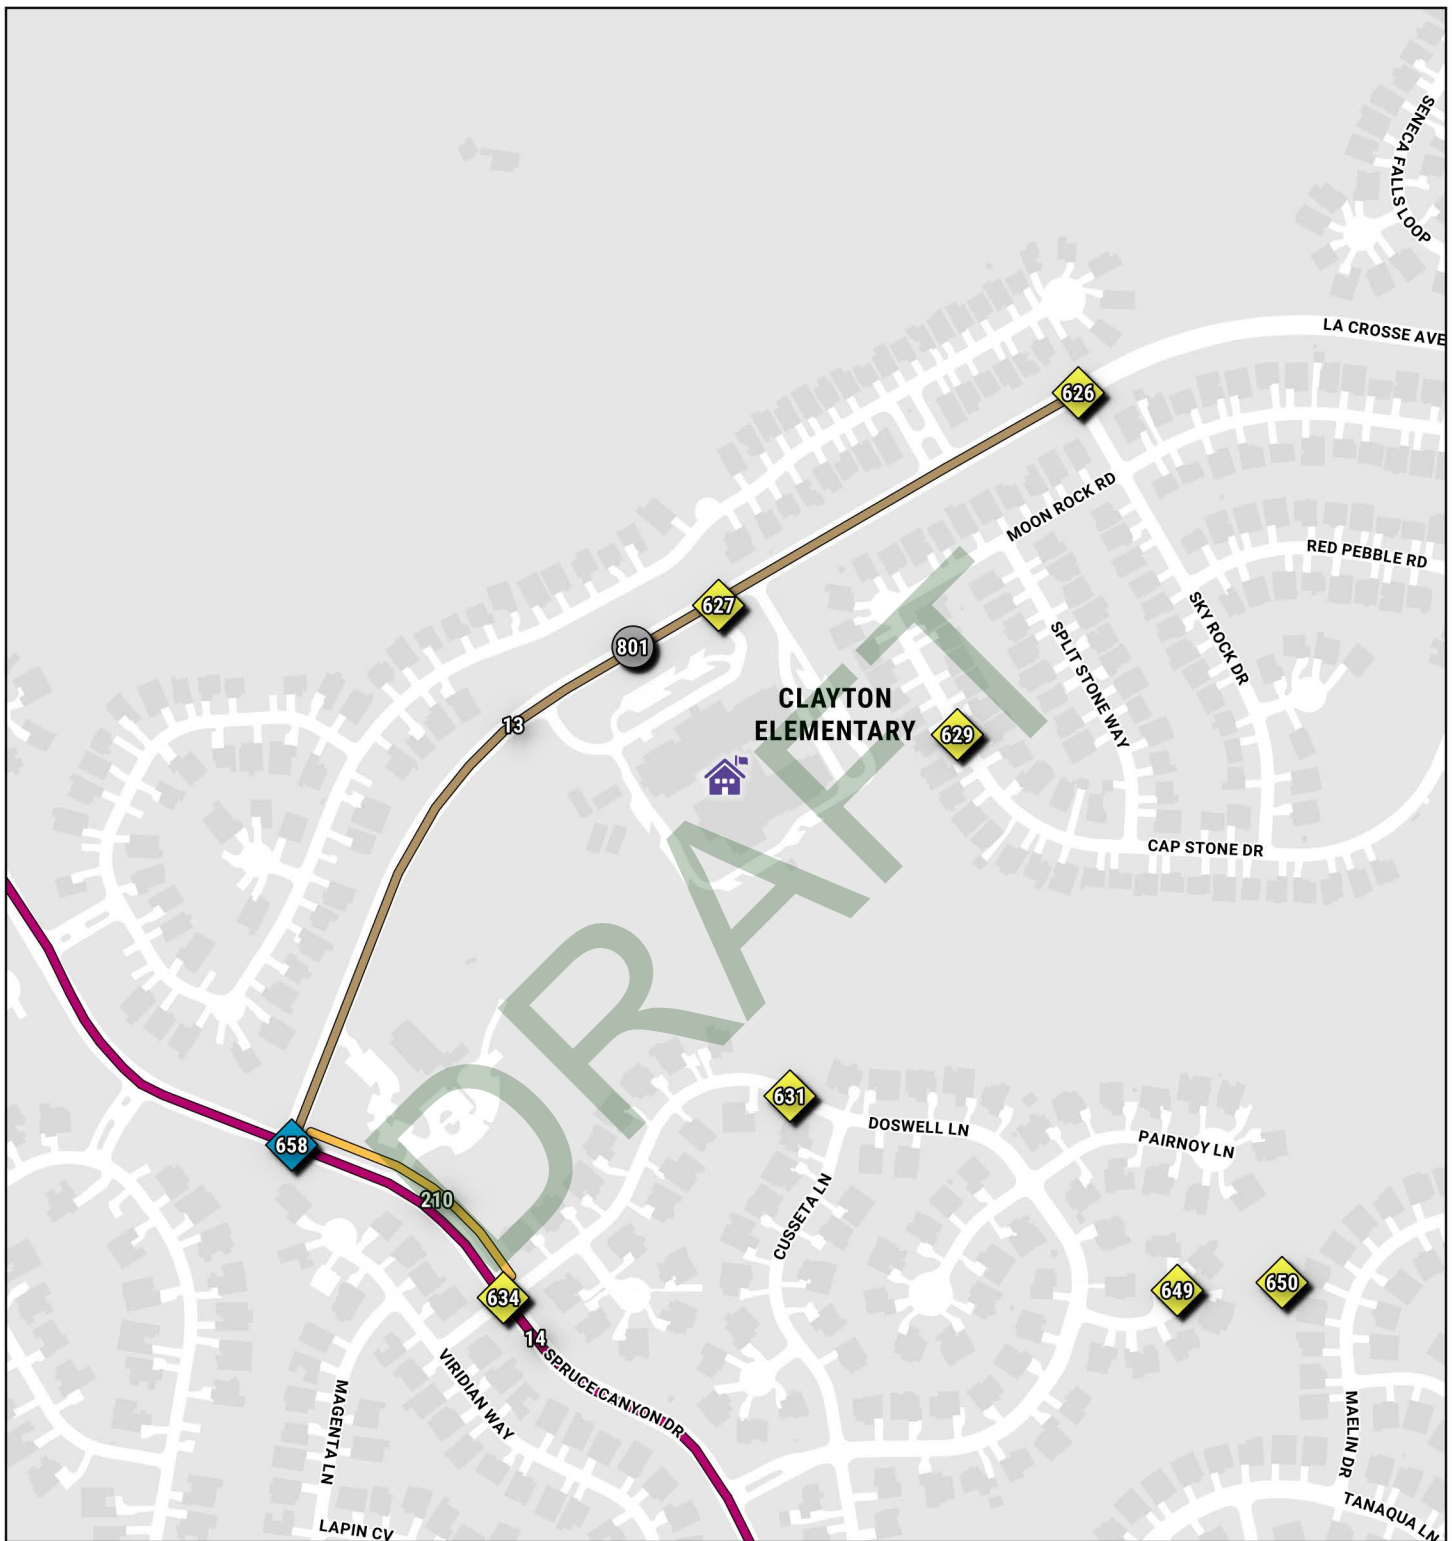 SENECA FALLS LOOP
LA CROSSE AVE
626
MOON ROCK RD
RED PEBBLE RD
627
SKY ROCK DR
801
SPLIT STONE WAY
13
CLAYTON
ELEMENTARY
629
CAP STONE DR
DRAFT
631
DOSWELL LN
PAIRNOY LN
658
210
CUSSETA LN
634
649
650
14
SPRUCE CANYON DR
VIRIDIAN WAY
MAGENTA LN
MAELIN DR
TANAQUA LN
LAPIN CV